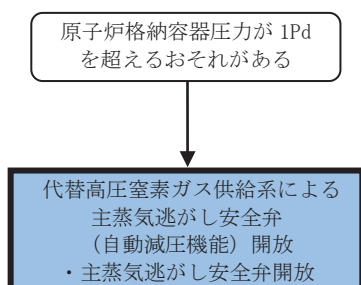 原子炉格納容器圧力が 1Pd
を超えるおそれがある
代替高圧窒素ガス供給系による
主蒸気逃がし安全弁
（自動減圧機能）開放
・主蒸気逃がし安全弁開放